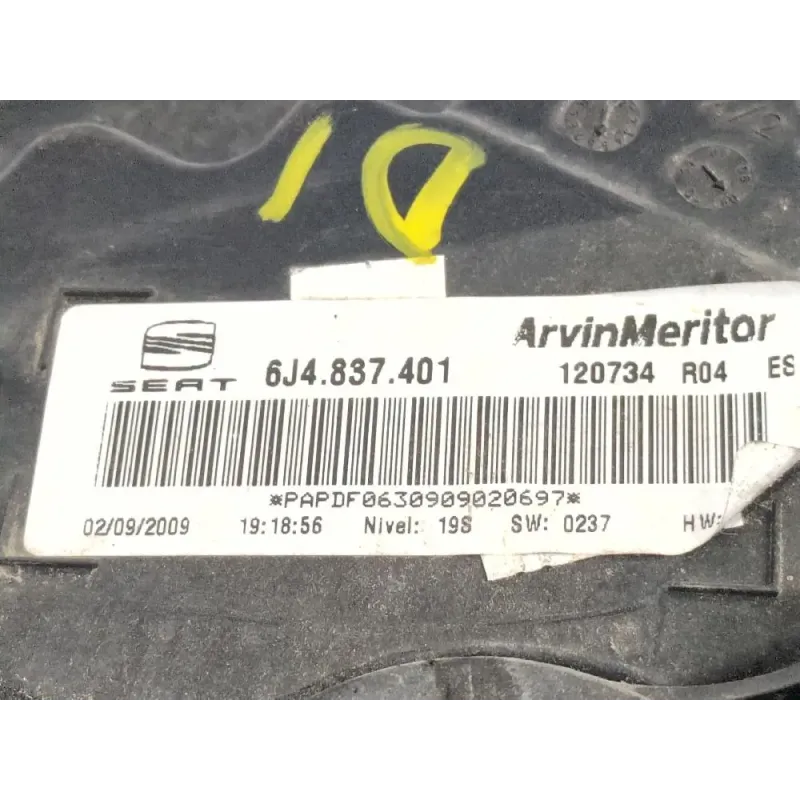 ID
SEAT
6J4.837.401
ArvinMeritor
120734 R04 ES
*PAPDF0630909020697*
02/09/2009 19:18:56 Nivel: 19S SW: 0237 HW: